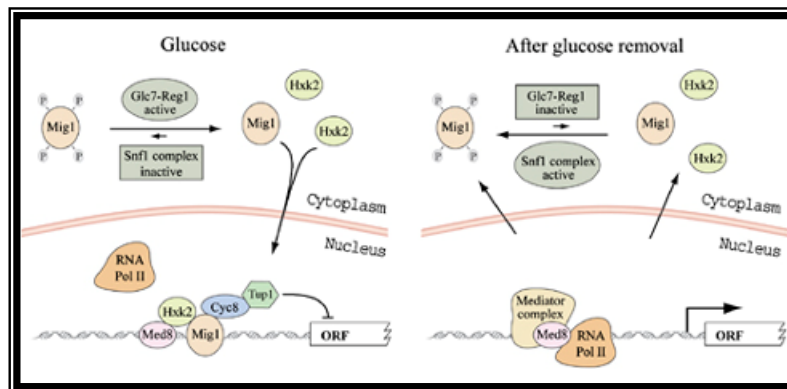 Glucose
Hxk2
Glc7-Reg1
active
P P
Mig1
P P
Mig1
Hxk2
Snf1 complex
inactive
Cytoplasm
Nucleus
RNA
Pol II
Hxk2
Cyc8
Tup1
Med8
Mig1
ORF
After glucose removal
Hxk2
Glc7-Reg1
inactive
P P
Mig1
P P
Mig1
Hxk2
Snf1 complex
active
Cytoplasm
Nucleus
Mediator
complex
Med8
RNA
Pol II
ORF